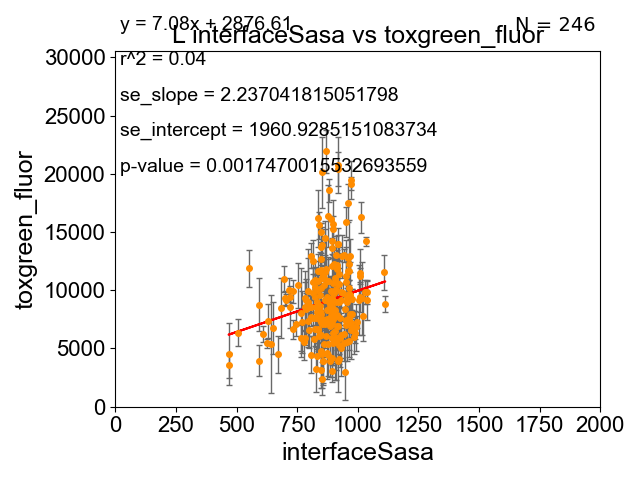 y = 7.08x + 2876.61
N = 246
L interfaceSasa vs toxgreen_fluor
r^2 = 0.04
se_slope = 2.237041815051798
se_intercept = 1960.9285151083734
p-value = 0.0017470015532693559
30000
25000
20000
15000
10000
5000
0
toxgreen_fluor
0 250 500 750 1000 1250 1500 1750 2000
interfaceSasa